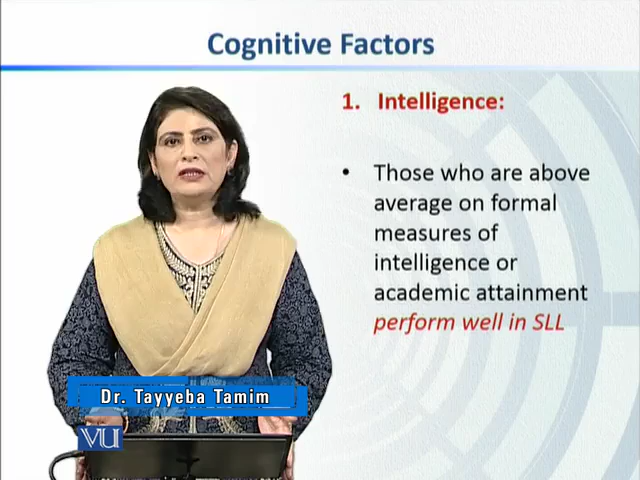 Cognitive Factors
1. Intelligence:
• Those who are above
average on formal
measures of
intelligence or
academic attainment
perform well in SLL
Dr. Tayyeba Tamim
VU